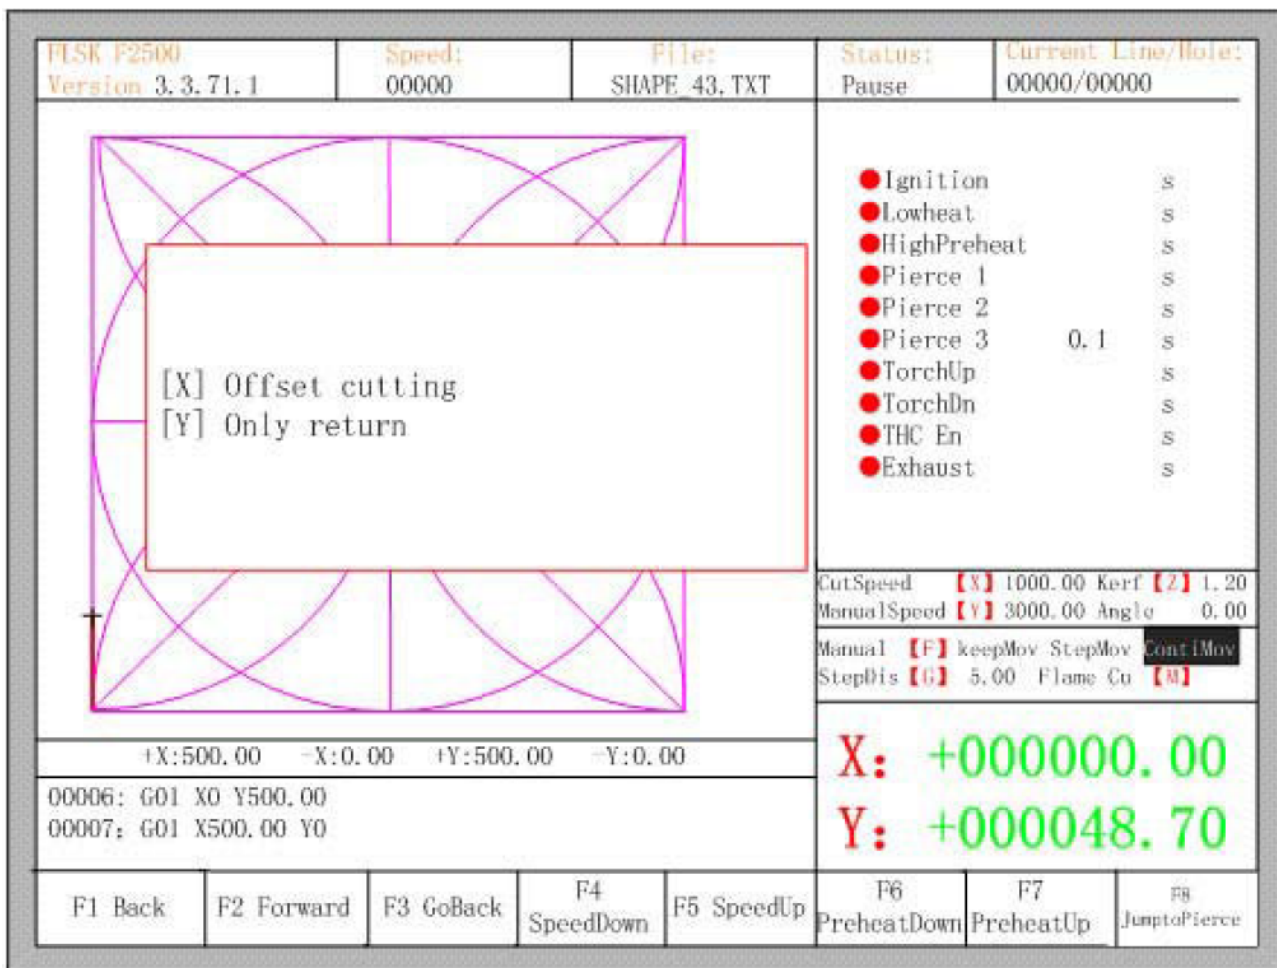 FLSK F2500
Version 3.3.71.1
Speed:
00000
File:
SHAPE_43.TXT
Status:
Pause
Current Line/Hole:
00000/00000
[X] Offset cutting
[Y] Only return
Ignition s
Lowheat s
HighPreheat s
Pierce 1 s
Pierce 2 s
Pierce 3 0.1 s
TorchUp s
TorchDn s
THC En s
Exhaust s
CutSpeed 【X】 1000.00 Kerf 【Z】 1.20
ManualSpeed 【Y】 3000.00 Angle 0.00
Manual 【F】 keepMov StepMov ContiMov
StepDis 【G】 5.00 Flame Cu 【M】
+X:500.00 -X:0.00 +Y:500.00 -Y:0.00
00006: G01 X0 Y500.00
00007: G01 X500.00 Y0
X: +000000.00
Y: +000048.70
F1 Back
F2 Forward
F3 GoBack
F4
SpeedDown
F5 SpeedUp
F6
PreheatDown
F7
PreheatUp
F8
JumptoPierce